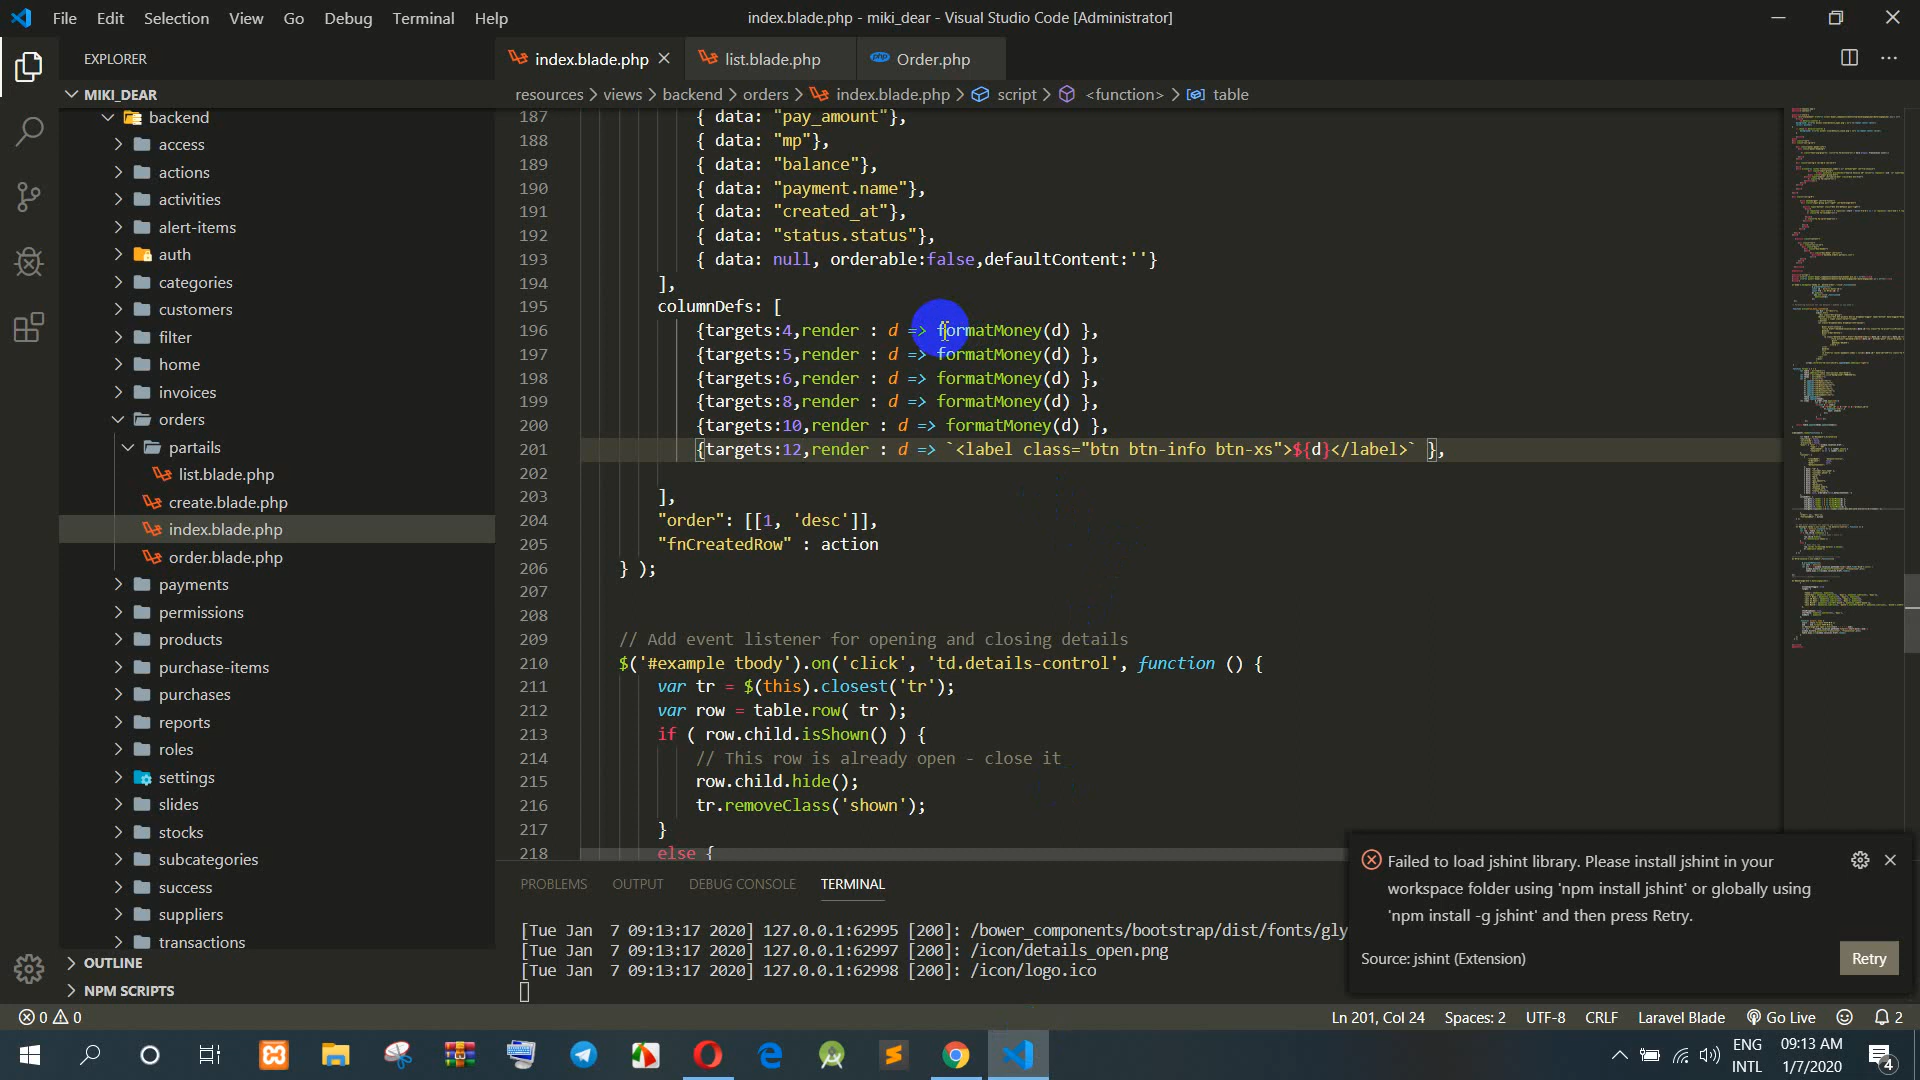 File Edit Selection View Go Debug Terminal Help
index.blade.php - miki_dear - Visual Studio Code [Administrator]
EXPLORER
index.blade.php
list.blade.php
Order.php
MIKI_DEAR
resources > views > backend > orders > index.blade.php > script > <function> > table
backend
access
actions
activities
alert-items
auth
categories
customers
filter
home
invoices
orders
partails
list.blade.php
create.blade.php
index.blade.php
order.blade.php
payments
permissions
products
purchase-items
purchases
reports
roles
settings
slides
stocks
subcategories
success
suppliers
transactions
OUTLINE
NPM SCRIPTS
187 { data: "pay_amount"},
188 { data: "mp"},
189 { data: "balance"},
190 { data: "payment.name"},
191 { data: "created_at"},
192 { data: "status.status"},
193 { data: null, orderable:false,defaultContent:''}
194 ],
195 columnDefs: [
196 {targets:4,render : d => formatMoney(d) },
197 {targets:5,render : d => formatMoney(d) },
198 {targets:6,render : d => formatMoney(d) },
199 {targets:8,render : d => formatMoney(d) },
200 {targets:10,render : d => formatMoney(d) },
201 {targets:12,render : d => `<label class="btn btn-info btn-xs">${d}</label>` },
202
203 ],
204 "order": [[1, 'desc']],
205 "fnCreatedRow" : action
206 } );
207
208
209 // Add event listener for opening and closing details
210 $('#example tbody').on('click', 'td.details-control', function () {
211 var tr = $(this).closest('tr');
212 var row = table.row( tr );
213 if ( row.child.isShown() ) {
214 // This row is already open - close it
215 row.child.hide();
216 tr.removeClass('shown');
217 }
218 else {
PROBLEMS OUTPUT DEBUG CONSOLE TERMINAL
[Tue Jan  7 09:13:17 2020] 127.0.0.1:62995 [200]: /bower_components/bootstrap/dist/fonts/gly
[Tue Jan  7 09:13:17 2020] 127.0.0.1:62997 [200]: /icon/details_open.png
[Tue Jan  7 09:13:17 2020] 127.0.0.1:62998 [200]: /icon/logo.ico
Failed to load jshint library. Please install jshint in your
workspace folder using 'npm install jshint' or globally using
'npm install -g jshint' and then press Retry.
Source: jshint (Extension)
Retry
0 0
Ln 201, Col 24 Spaces: 2 UTF-8 CRLF Laravel Blade Go Live 2
ENG
INTL
09:13 AM
1/7/2020
4